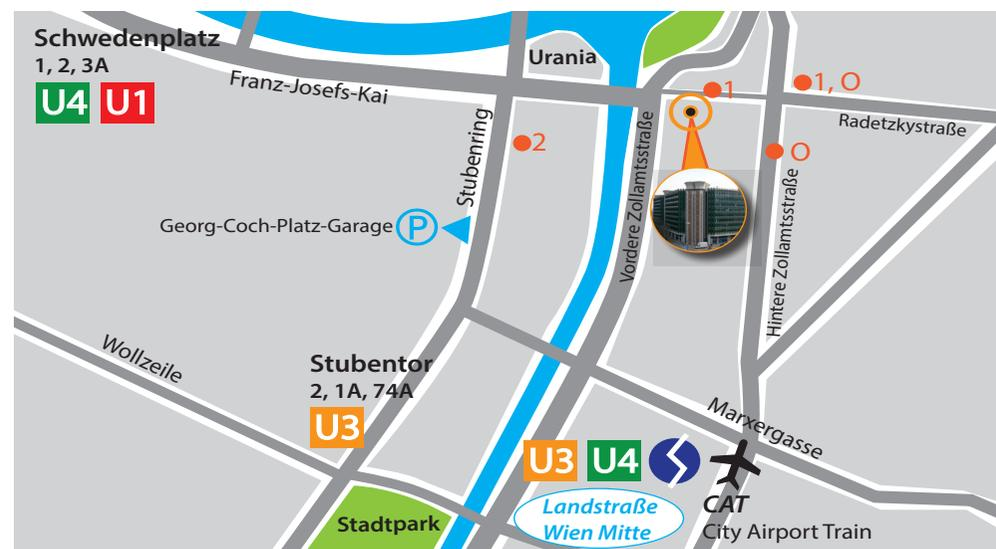 Schwedenplatz
1, 2, 3A
U4 U1
Franz-Josefs-Kai
Urania
1
1, O
Radetzkystraße
2
O
Stubenring
Vordere Zollamtsstraße
Hintere Zollamtsstraße
Georg-Coch-Platz-Garage P
Wollzeile
Stubentor
2, 1A, 74A
U3
Marxergasse
U3 U4
Landstraße
Wien Mitte
CAT
City Airport Train
Stadtpark